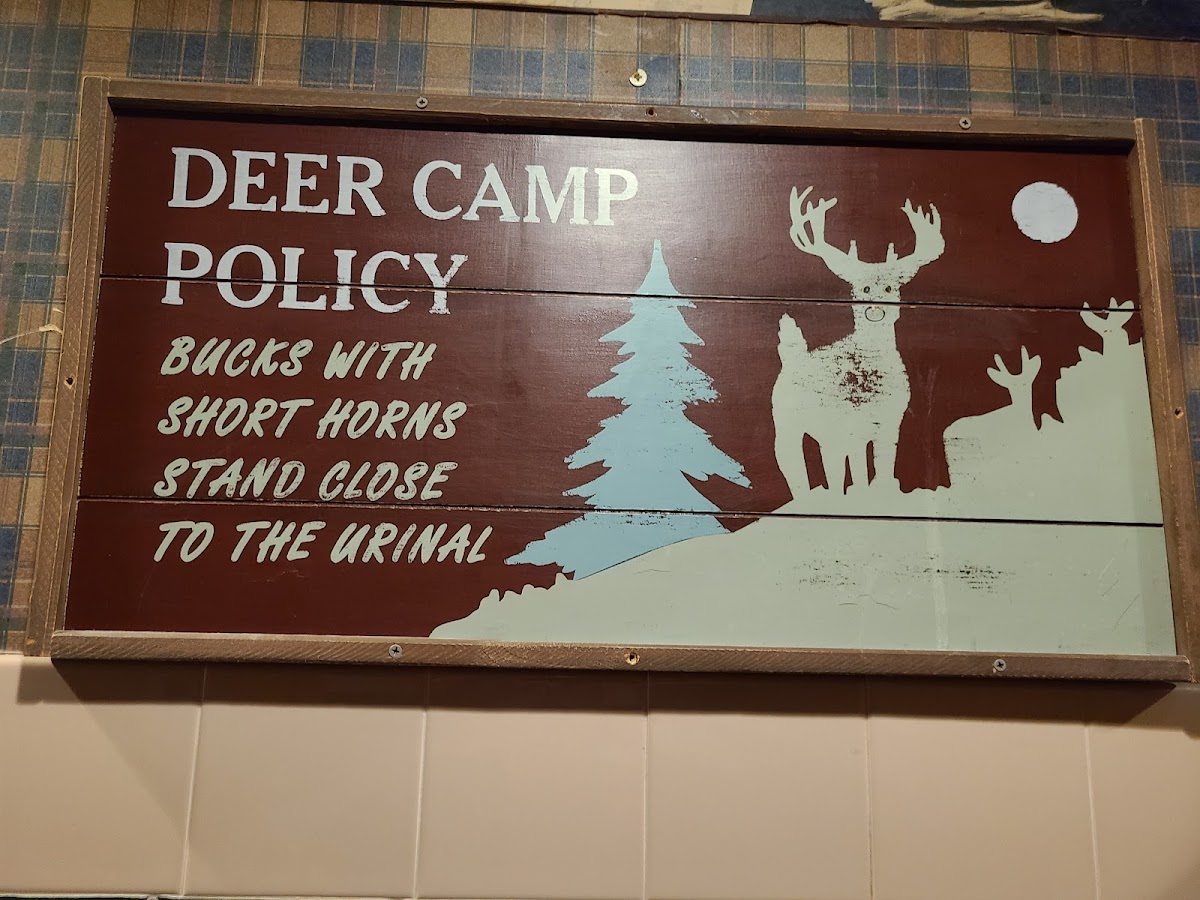 DEER CAMP
POLICY
BUCKS WITH
SHORT HORNS
STAND CLOSE
TO THE URINAL